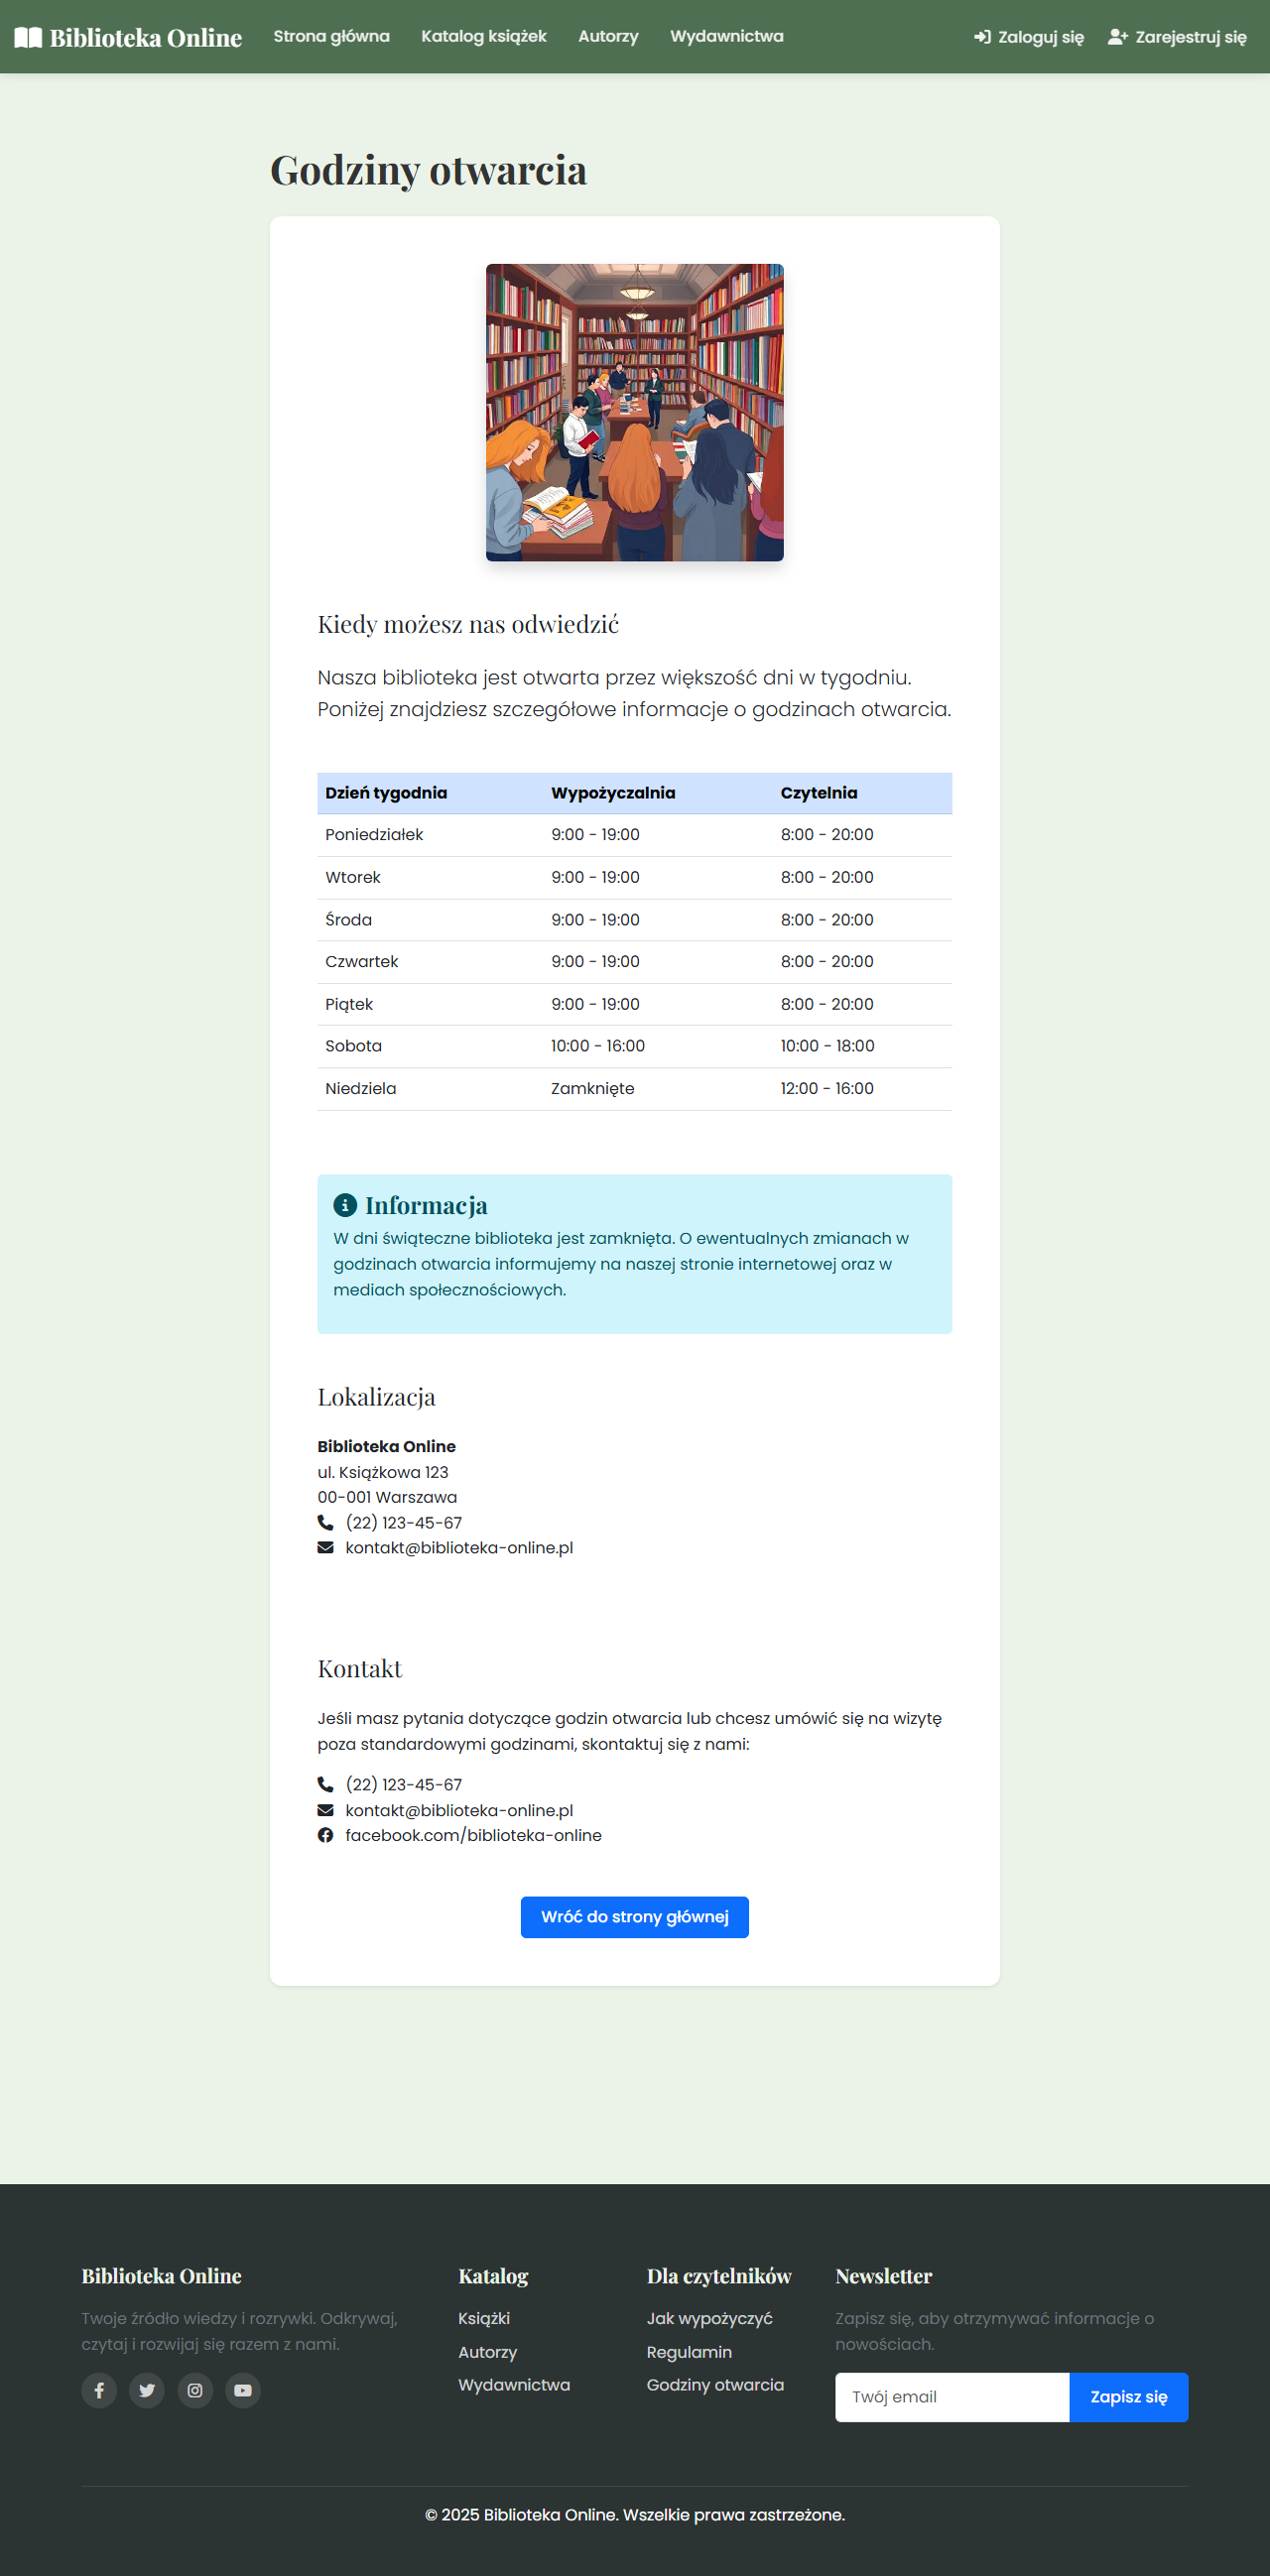 Biblioteka Online
Strona główna
Katalog książek
Autorzy
Wydawnictwa
Zaloguj się
Zarejestruj się
Godziny otwarcia
Kiedy możesz nas odwiedzić
Nasza biblioteka jest otwarta przez większość dni w tygodniu.
Poniżej znajdziesz szczegółowe informacje o godzinach otwarcia.
Dzień tygodnia Wypożyczalnia Czytelnia
Poniedziałek 9:00 - 19:00 8:00 - 20:00
Wtorek 9:00 - 19:00 8:00 - 20:00
Środa 9:00 - 19:00 8:00 - 20:00
Czwartek 9:00 - 19:00 8:00 - 20:00
Piątek 9:00 - 19:00 8:00 - 20:00
Sobota 10:00 - 16:00 10:00 - 18:00
Niedziela Zamknięte 12:00 - 16:00
Informacja
W dni świąteczne biblioteka jest zamknięta. O ewentualnych zmianach w
godzinach otwarcia informujemy na naszej stronie internetowej oraz w
mediach społecznościowych.
Lokalizacja
Biblioteka Online
ul. Książkowa 123
00-001 Warszawa
(22) 123-45-67
kontakt@biblioteka-online.pl
Kontakt
Jeśli masz pytania dotyczące godzin otwarcia lub chcesz umówić się na wizytę
poza standardowymi godzinami, skontaktuj się z nami:
(22) 123-45-67
kontakt@biblioteka-online.pl
facebook.com/biblioteka-online
Wróć do strony głównej
Biblioteka Online
Twoje źródło wiedzy i rozrywki. Odkrywaj,
czytaj i rozwijaj się razem z nami.
Katalog
Książki
Autorzy
Wydawnictwa
Dla czytelników
Jak wypożyczyć
Regulamin
Godziny otwarcia
Newsletter
Zapisz się, aby otrzymywać informacje o
nowościach.
Twój email
Zapisz się
© 2025 Biblioteka Online. Wszelkie prawa zastrzeżone.